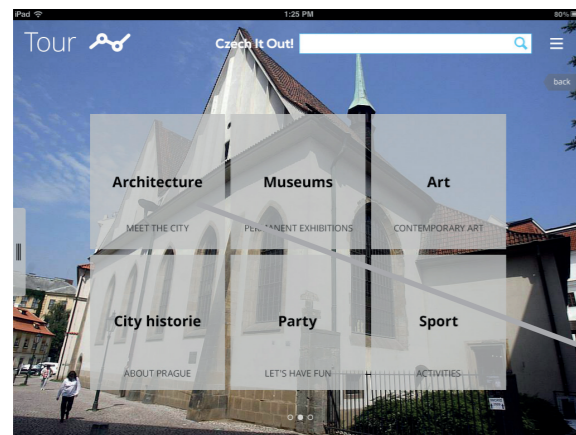 iPad 1:25 PM 80%
Tour Czech It Out!
back
Architecture Museums Art
MEET THE CITY PERMANENT EXHIBITIONS CONTEMPORARY ART
City historie Party Sport
ABOUT PRAGUE LET'S HAVE FUN ACTIVITIES